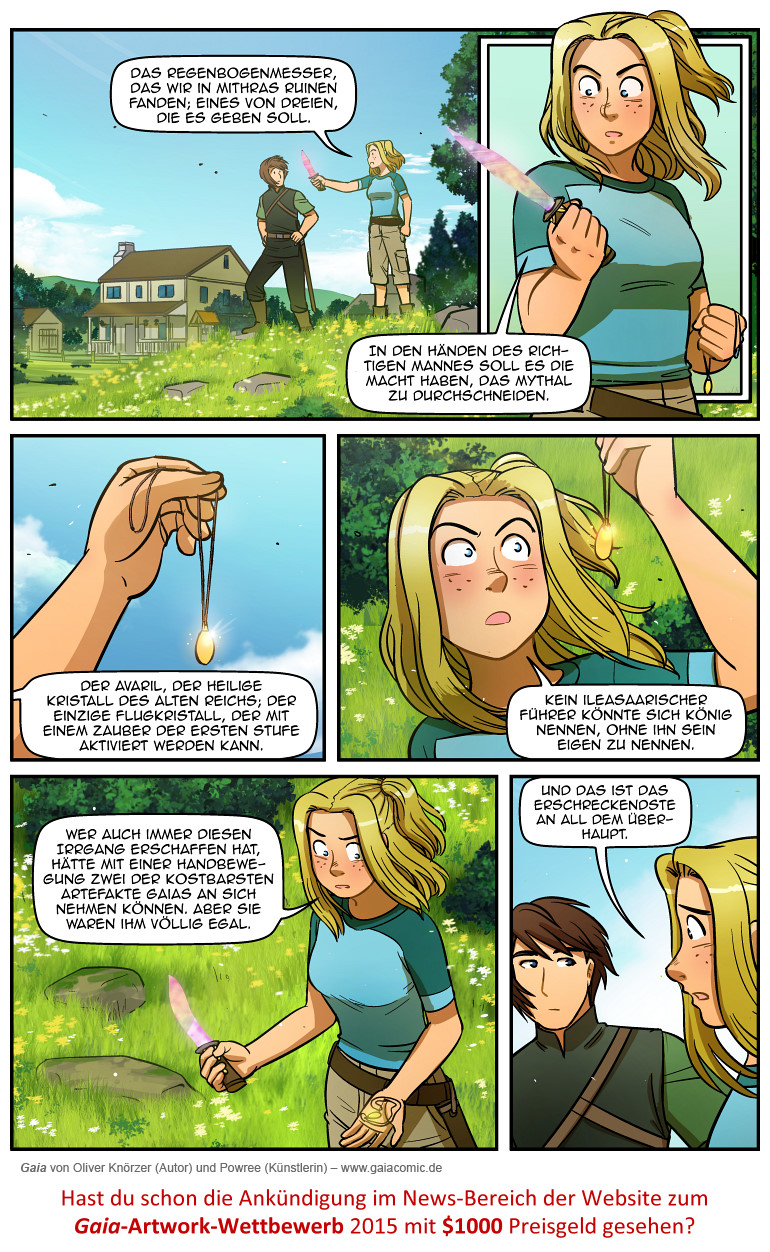 DAS REGENBOGENMESSER,
DAS WIR IN MITHRAS RUINEN
FANDEN; EINES VON DREIEN,
DIE ES GEBEN SOLL.
IN DEN HÄNDEN DES RICH-
TIGEN MANNES SOLL ES DIE
MACHT HABEN, DAS MYTHAL
ZU DURCHSCHNEIDEN.
DER AVARIL, DER HEILIGE
KRISTALL DES ALTEN REICHS; DER
EINZIGE FLUGKRISTALL, DER MIT
EINEM ZAUBER DER ERSTEN STUFE
AKTIVIERT WERDEN KANN.
KEIN ILEASAARISCHER
FÜHRER KÖNNTE SICH KÖNIG
NENNEN, OHNE IHN SEIN
EIGEN ZU NENNEN.
WER AUCH IMMER DIESEN
IRRGANG ERSCHAFFEN HAT,
HÄTTE MIT EINER HANDBEWE-
GUNG ZWEI DER KOSTBARSTEN
ARTEFAKTE GAIAS AN SICH
NEHMEN KÖNNEN. ABER SIE
WAREN IHM VÖLLIG EGAL.
UND DAS IST DAS
ERSCHRECKENDSTE
AN ALL DEM ÜBER-
HAUPT.
Gaia von Oliver Knörzer (Autor) und Powree (Künstlerin) – www.gaiacomic.de
Hast du schon die Ankündigung im News-Bereich der Website zum
Gaia-Artwork-Wettbewerb 2015 mit $1000 Preisgeld gesehen?